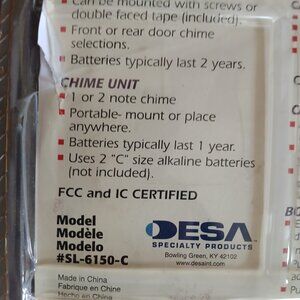 Can be mounted with screws or
double faced tape (included).
Front or rear door chime
selections.
Batteries typically last 2 years.
CHIME UNIT
1 or 2 note chime
Portable- mount or place
anywhere.
Batteries typically last 1 year.
Uses 2 "C" size alkaline batteries
(not included).
FCC and IC CERTIFIED
Model
Modèle
Modelo
#SL-6150-C
DESA
SPECIALTY PRODUCTS
Bowling Green, KY 42102
www.desaint.com
Made in China
Fabrique en Chine
Hecho en China